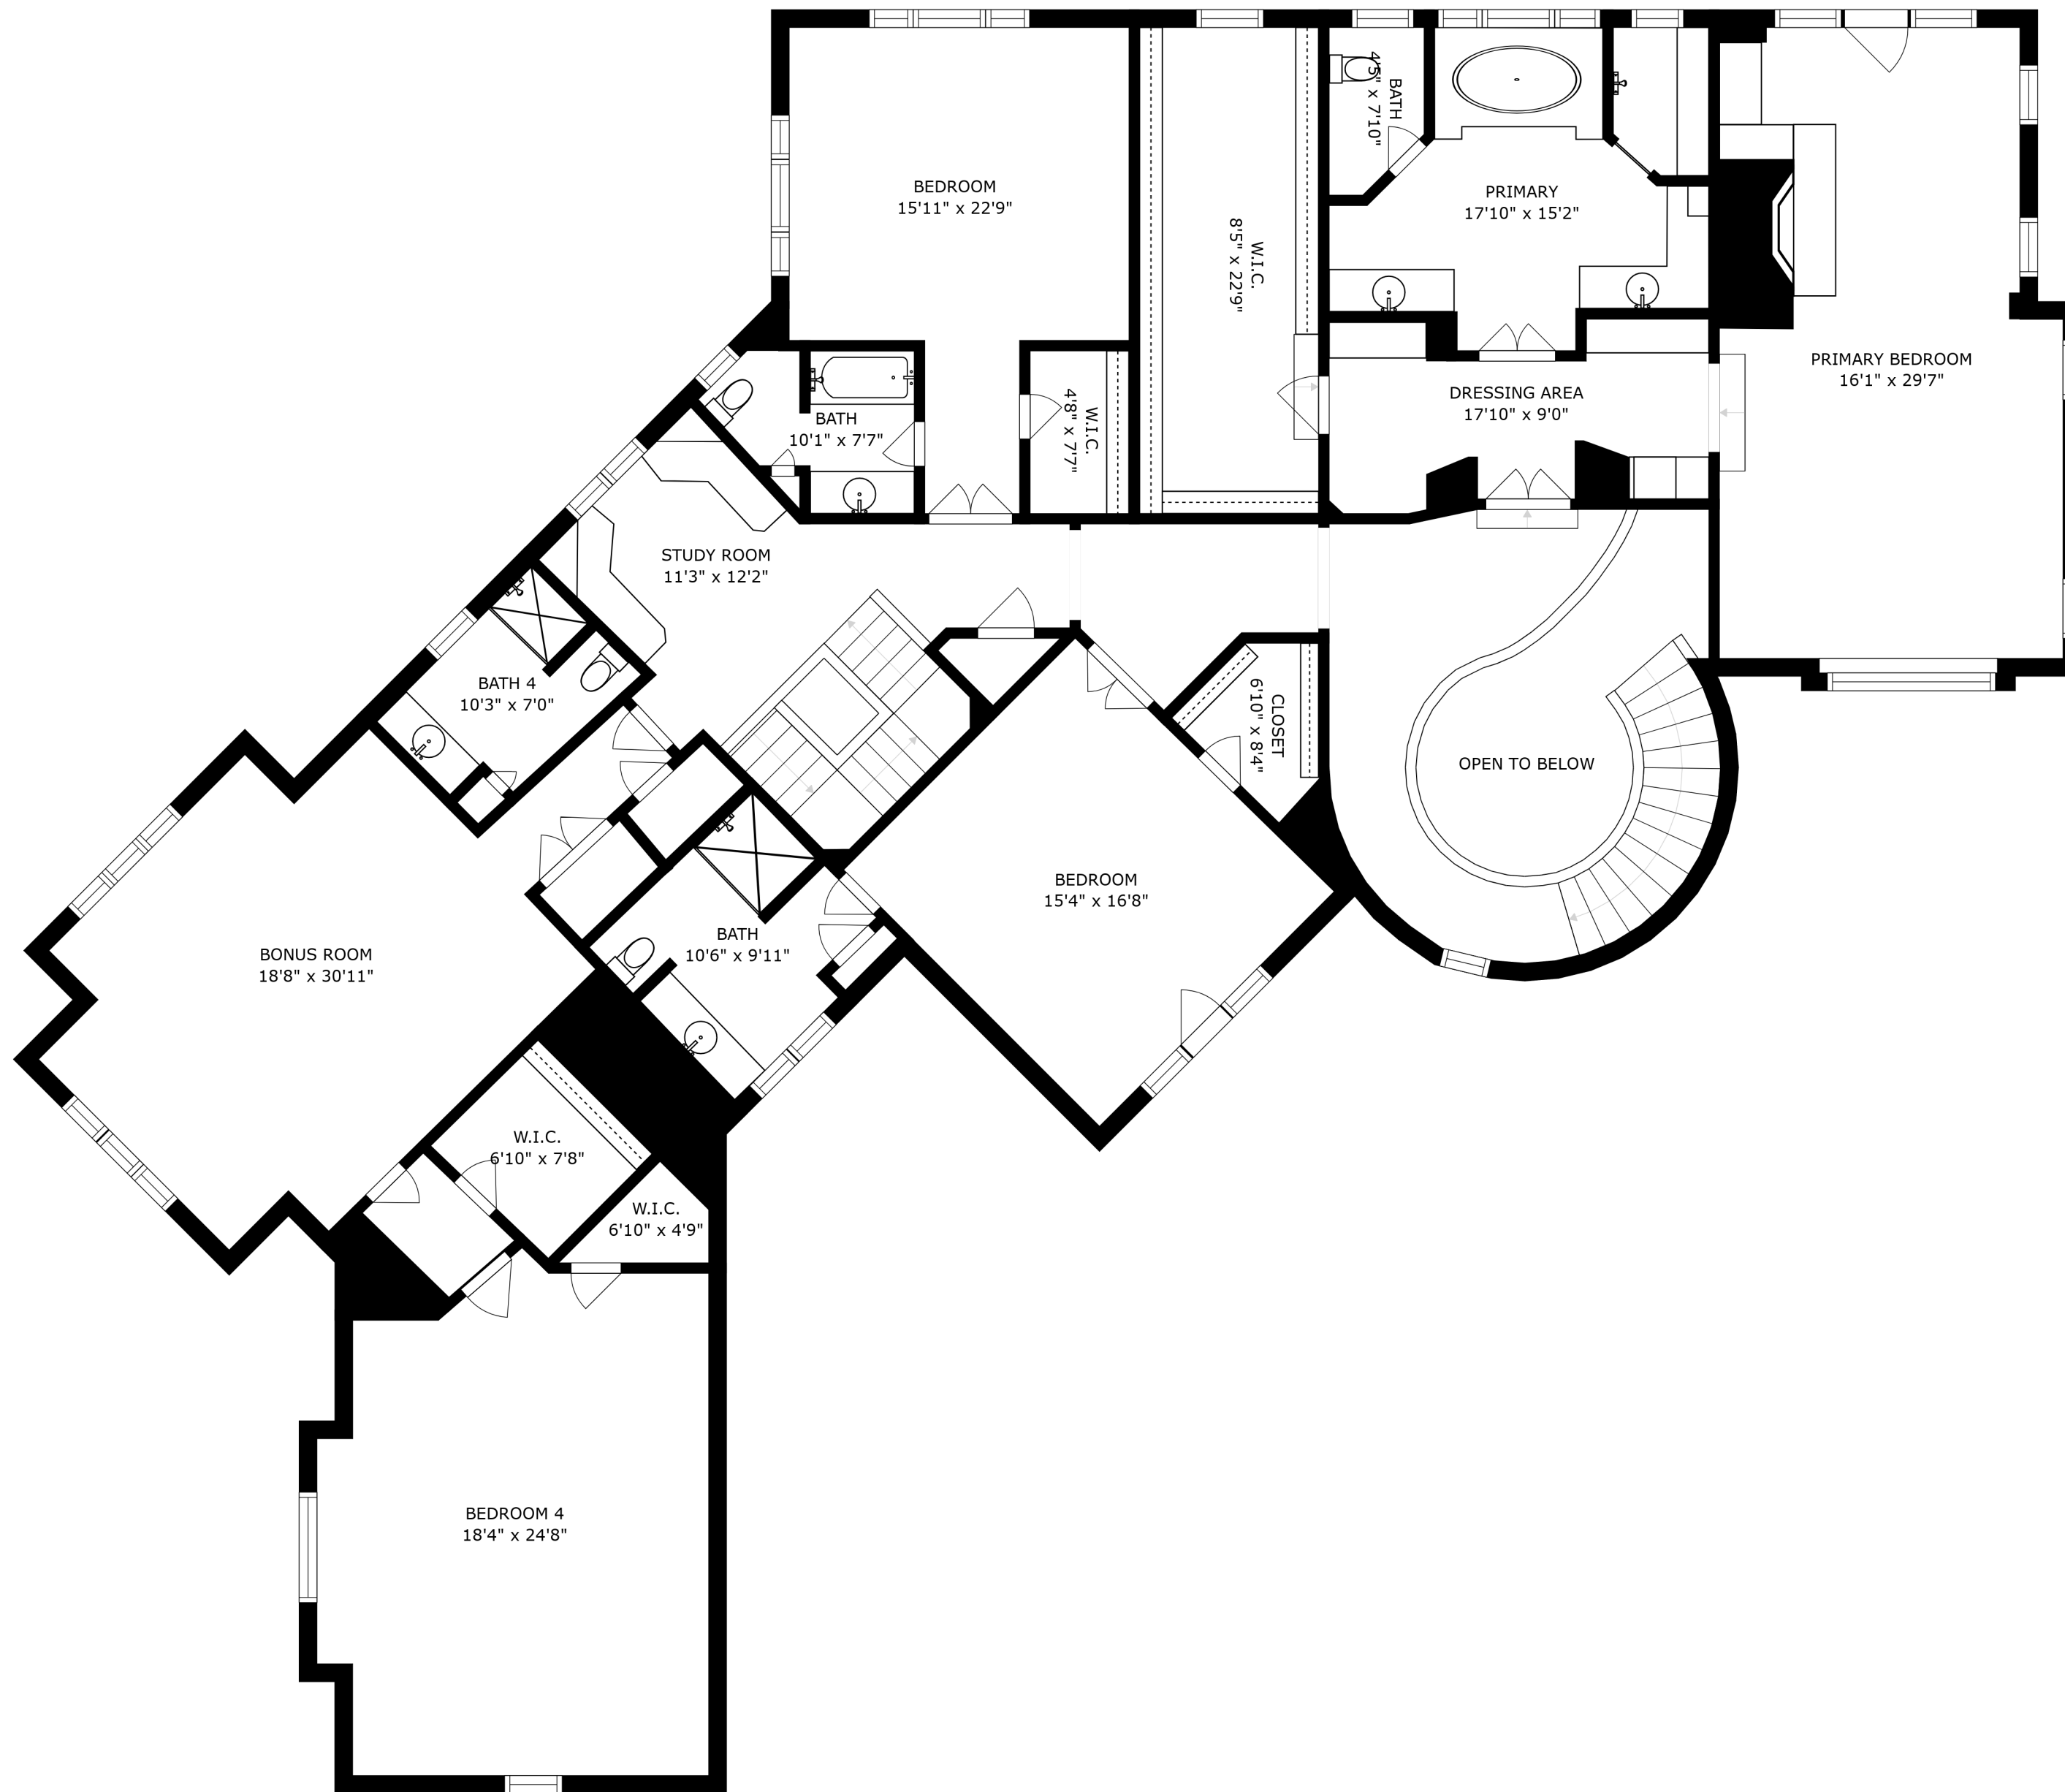 BEDROOM
15'11" x 22'9"
W.I.C.
8'5" x 22'9"
BATH
4'5" x 7'10"
PRIMARY
17'10" x 15'2"
PRIMARY BEDROOM
16'1" x 29'7"
DRESSING AREA
17'10" x 9'0"
BATH
10'1" x 7'7"
W.I.C.
4'8" x 7'7"
STUDY ROOM
11'3" x 12'2"
BATH 4
10'3" x 7'0"
CLOSET
6'10" x 8'4"
OPEN TO BELOW
BEDROOM
15'4" x 16'8"
BATH
10'6" x 9'11"
BONUS ROOM
18'8" x 30'11"
W.I.C.
6'10" x 7'8"
W.I.C.
6'10" x 4'9"
BEDROOM 4
18'4" x 24'8"